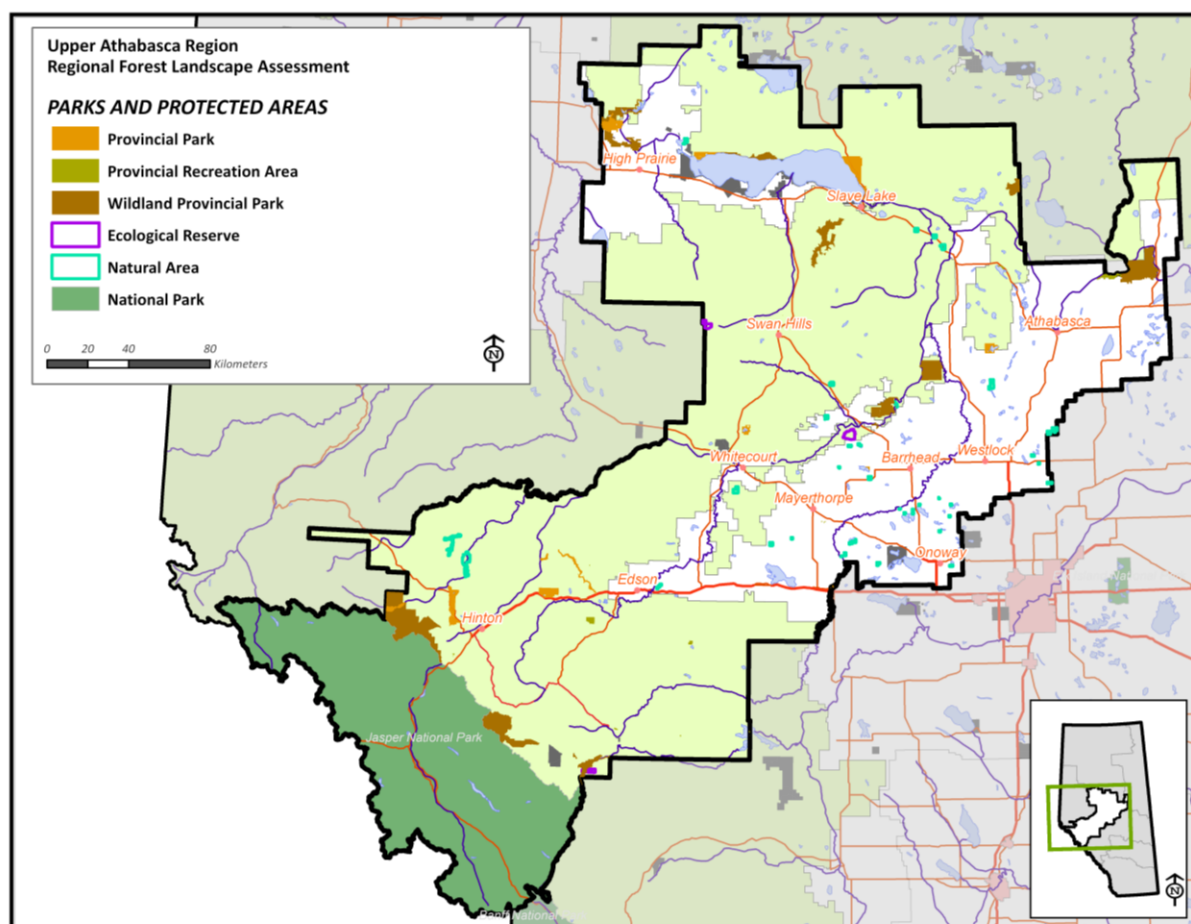 Upper Athabasca Region
Regional Forest Landscape Assessment
PARKS AND PROTECTED AREAS
Provincial Park
Provincial Recreation Area
Wildland Provincial Park
Ecological Reserve
Natural Area
National Park
0 20 40 80
Kilometers
N
High Prairie
Slave Lake
Swan Hills
Athabasca
Whitecourt
Barrhead
Westlock
Mayerthorpe
Onoway
Edson
Hinton
Jasper National Park
Banff National
N